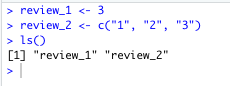 > review_1 <- 3
> review_2 <- c("1", "2", "3")
> ls()
[1] "review_1" "review_2"
>